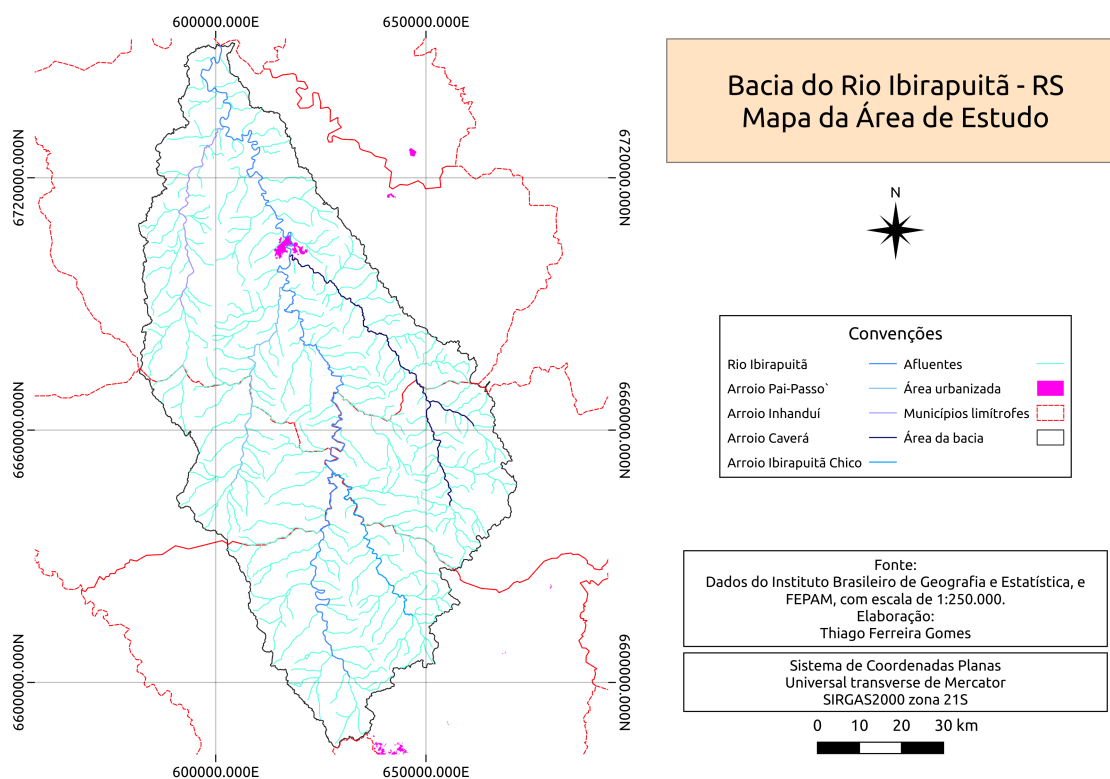 600000.000E
650000.000E
6720000.000N
6720000.000N
6660000.000N
6660000.000N
6600000.000N
6600000.000N
600000.000E
650000.000E
Bacia do Rio Ibirapuitã - RS
Mapa da Área de Estudo
N
Convenções
Rio Ibirapuitã
Afluentes
Arroio Pai-Passo`
Área urbanizada
Arroio Inhanduí
Municípios limítrofes
Arroio Caverá
Área da bacia
Arroio Ibirapuitã Chico
Fonte:
Dados do Instituto Brasileiro de Geografia e Estatística, e
FEPAM, com escala de 1:250.000.
Elaboração:
Thiago Ferreira Gomes
Sistema de Coordenadas Planas
Universal transverse de Mercator
SIRGAS2000 zona 21S
0 10 20 30 km